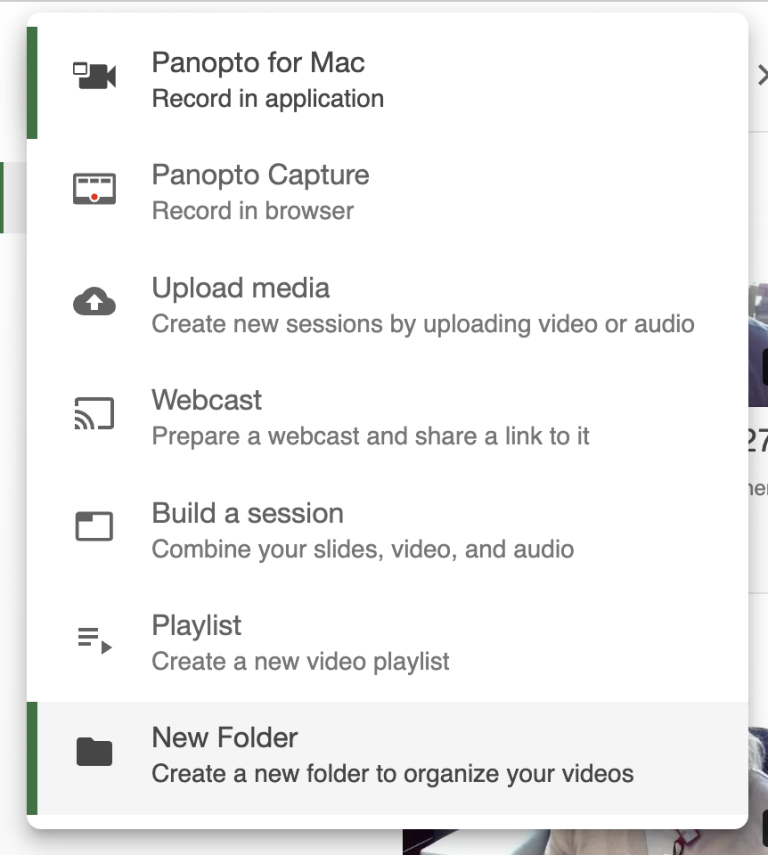 Panopto for Mac
Record in application
Panopto Capture
Record in browser
Upload media
Create new sessions by uploading video or audio
Webcast
Prepare a webcast and share a link to it
27
Build a session
Combine your slides, video, and audio
Playlist
Create a new video playlist
New Folder
Create a new folder to organize your videos